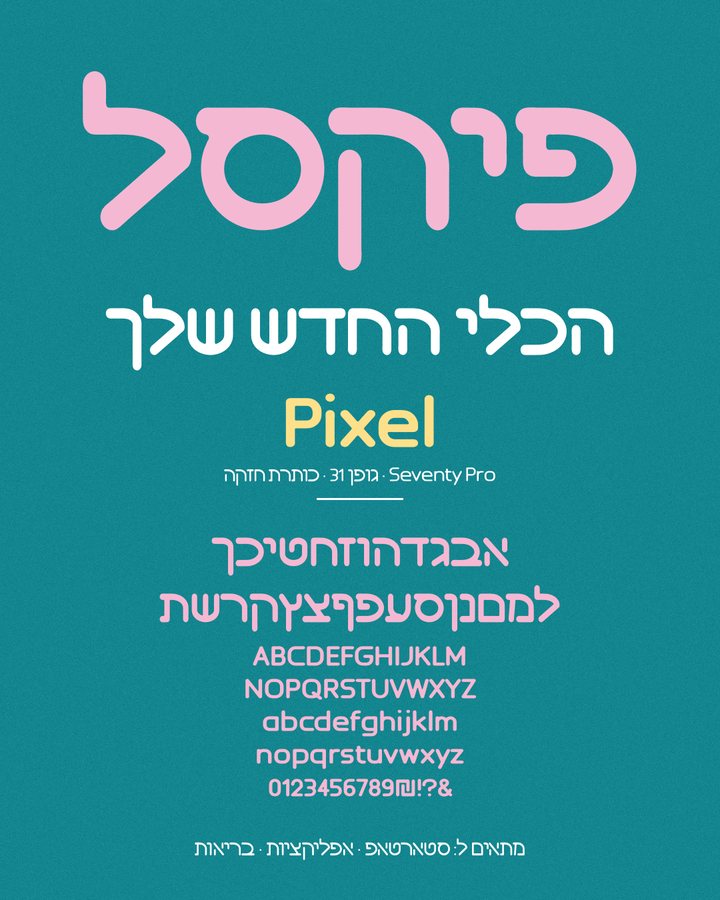 פיקסל
הכלי החדש שלך
Pixel
Seventy Pro · גופן 31 · כותרת חזקה
אבגדהוזחטיכך
למםנןסעפףצץקרשת
ABCDEFGHIJKLM
NOPQRSTUVWXYZ
abcdefghijklm
nopqrstuvwxyz
0123456789₪!?&
מתאים ל: סטארטאפ · אפליקציות · בריאות